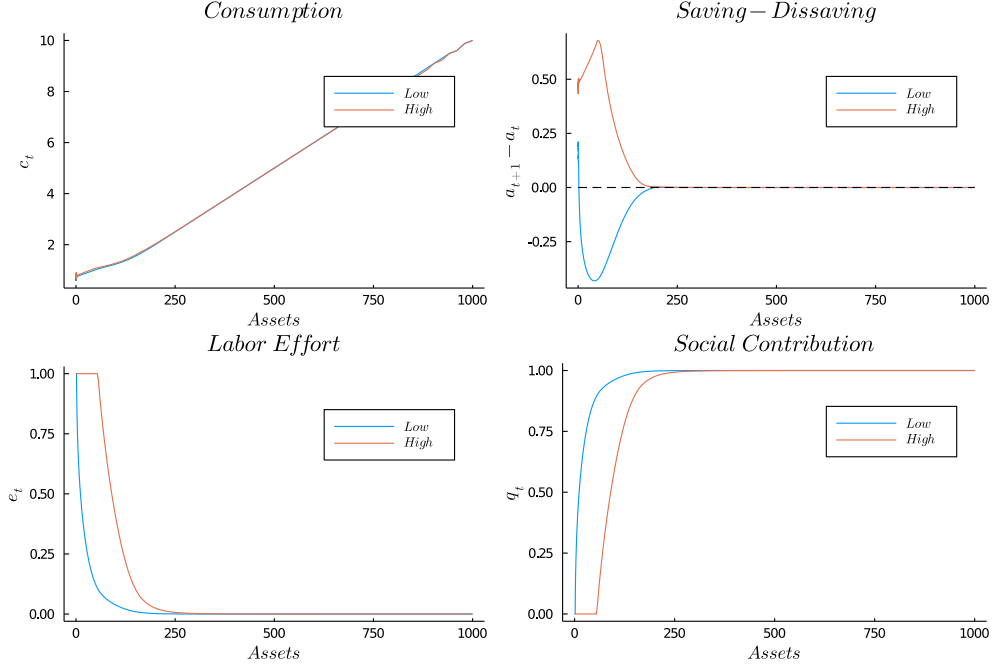 Consumption
10
8
6
4
2
c_t
0
250
500
750
1000
Assets
Low
High
Saving−Dissaving
0.50
0.25
0.00
-0.25
a_{t+1} − a_t
0
250
500
750
1000
Assets
Low
High
Labor Effort
1.00
0.75
0.50
0.25
0.00
e_t
0
250
500
750
1000
Assets
Low
High
Social Contribution
1.00
0.75
0.50
0.25
0.00
q_t
0
250
500
750
1000
Assets
Low
High